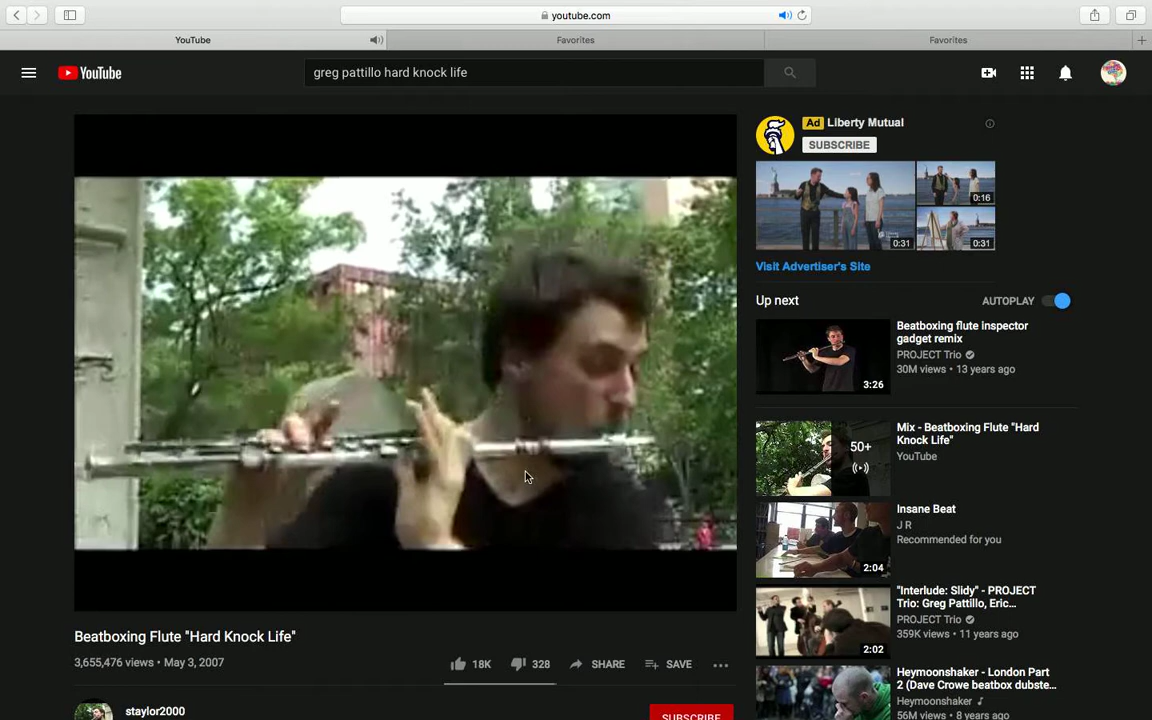 youtube.com
YouTube
Favorites
Favorites
YouTube
greg pattillo hard knock life
Ad Liberty Mutual
SUBSCRIBE
0:16
0:31
0:31
Visit Advertiser's Site
Up next
AUTOPLAY
Beatboxing flute inspector
gadget remix
PROJECT Trio
30M views • 13 years ago
3:26
Mix - Beatboxing Flute "Hard
Knock Life"
YouTube
50+
Insane Beat
J R
Recommended for you
2:04
"Interlude: Slidy" - PROJECT
Trio: Greg Pattillo, Eric...
PROJECT Trio
359K views • 11 years ago
2:02
Heymoonshaker - London Part
2 (Dave Crowe beatbox dubste...
Heymoonshaker
56M views • 8 years ago
Beatboxing Flute "Hard Knock Life"
3,655,476 views • May 3, 2007
18K
328
SHARE
SAVE
staylor2000
SUBSCRIBE